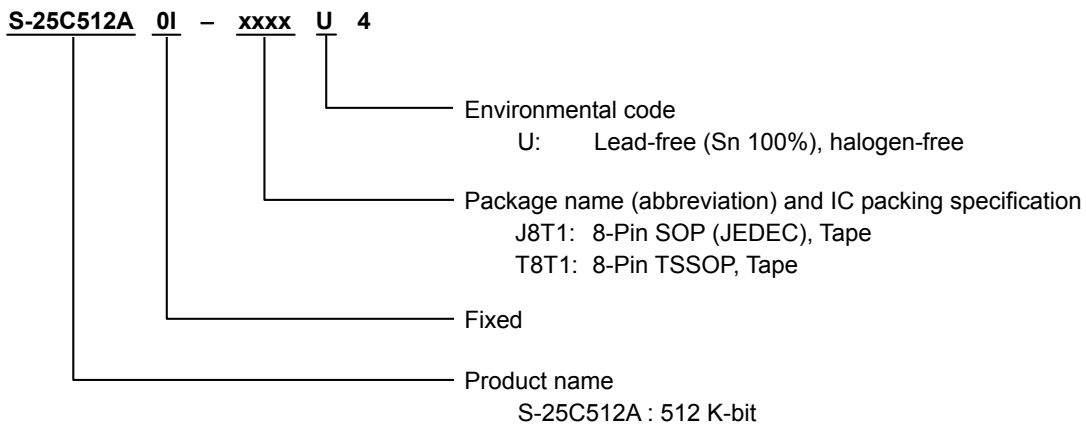 S-25C512A 0I – xxxx U 4
Environmental code
U: Lead-free (Sn 100%), halogen-free
Package name (abbreviation) and IC packing specification
J8T1: 8-Pin SOP (JEDEC), Tape
T8T1: 8-Pin TSSOP, Tape
Fixed
Product name
S-25C512A : 512 K-bit